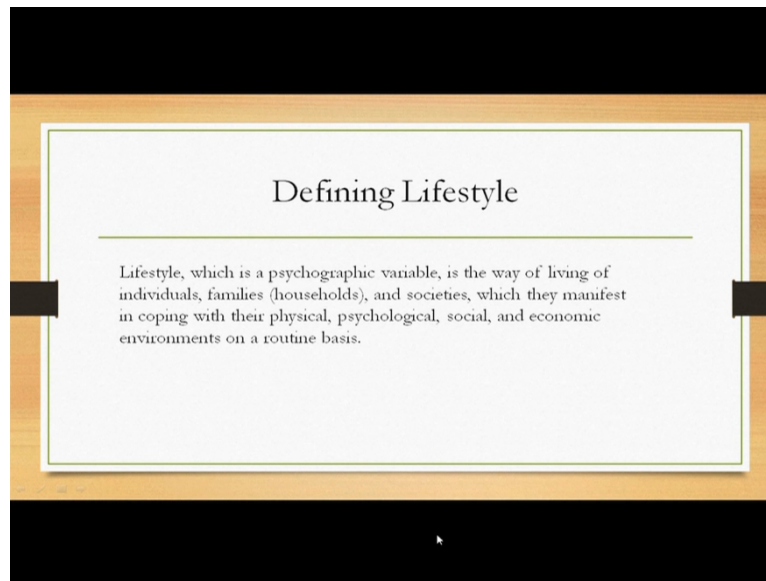 Defining Lifestyle
Lifestyle, which is a psychographic variable, is the way of living of
individuals, families (households), and societies, which they manifest
in coping with their physical, psychological, social, and economic
environments on a routine basis.